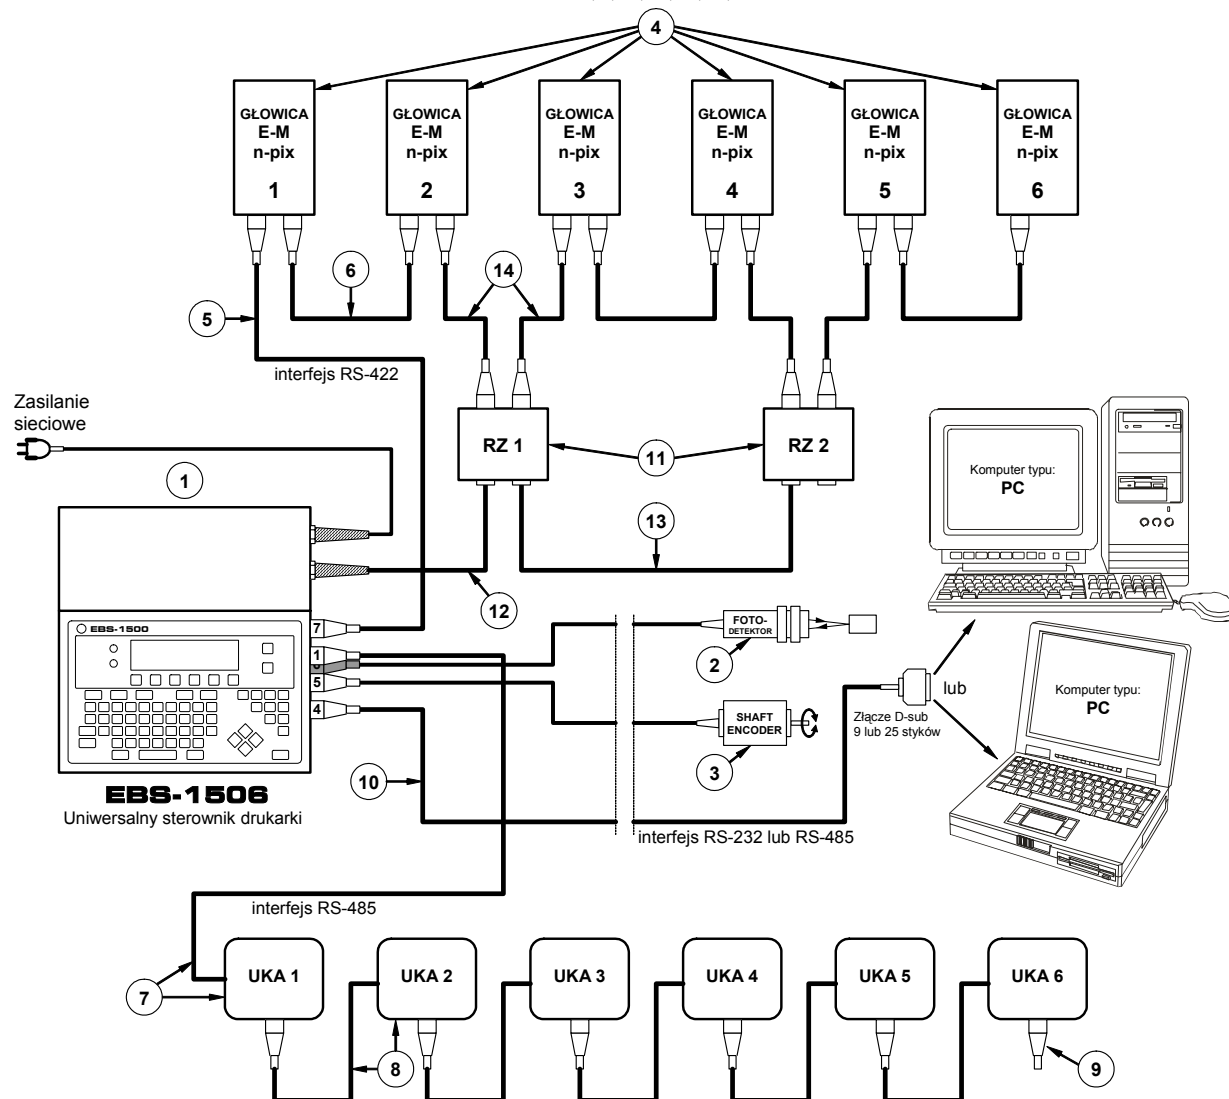 4
GŁOWICA
E-M
n-pix
1
GŁOWICA
E-M
n-pix
2
GŁOWICA
E-M
n-pix
3
GŁOWICA
E-M
n-pix
4
GŁOWICA
E-M
n-pix
5
GŁOWICA
E-M
n-pix
6
6
14
5
interfejs RS-422
Zasilanie
sieciowe
1
RZ 1
11
RZ 2
13
12
Komputer typu:
PC
EBS-1500
7
1
5
4
FOTO-
DETEKTOR
2
SHAFT
ENCODER
3
lub
Złącze D-sub
9 lub 25 styków
Komputer typu:
PC
10
EBS-1506
Uniwersalny sterownik drukarki
interfejs RS-232 lub RS-485
interfejs RS-485
UKA 1
UKA 2
UKA 3
UKA 4
UKA 5
UKA 6
7
8
9